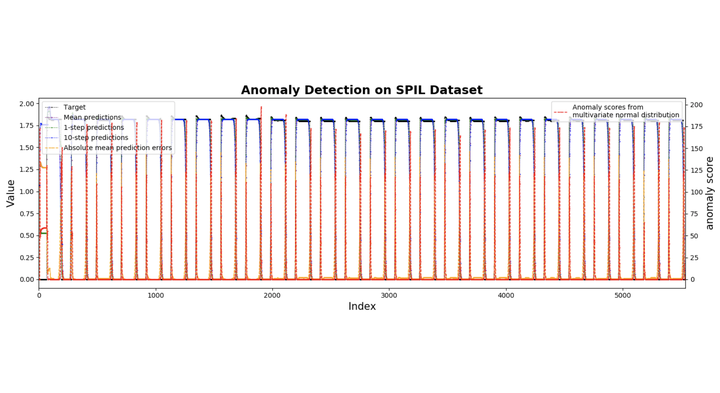 Anomaly Detection on SPIL Dataset
Target
Mean predictions
1-step predictions
10-step predictions
Absolute mean prediction errors
Anomaly scores from
multivariate normal distribution
2.00
1.75
1.50
1.25
1.00
0.75
0.50
0.25
0.00
Value
200
175
150
125
100
75
50
25
0
anomaly score
0 1000 2000 3000 4000 5000
Index